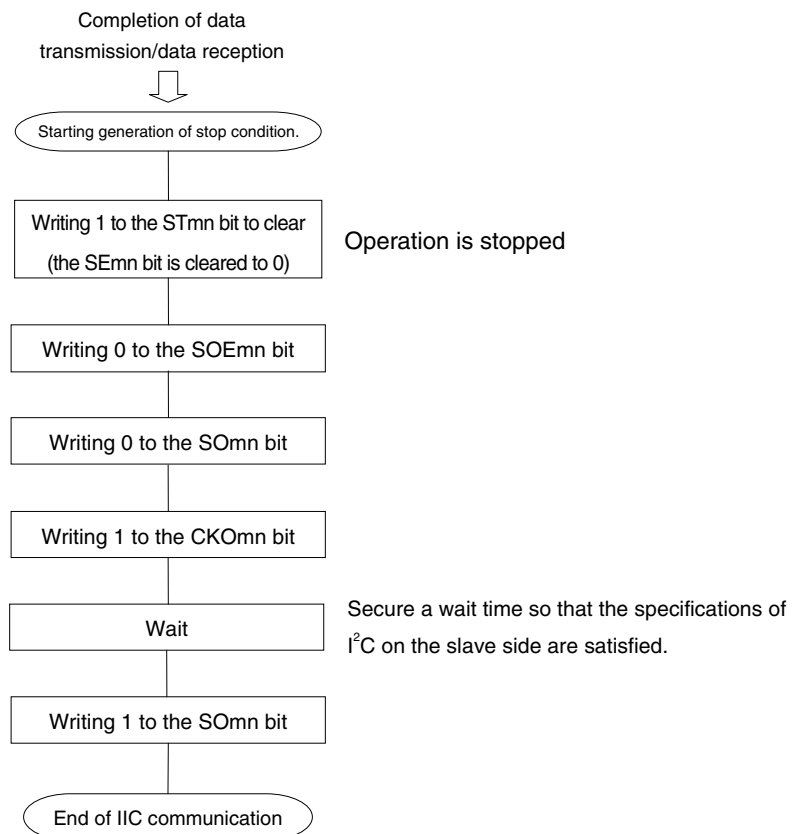 Completion of data
transmission/data reception
Starting generation of stop condition.
Writing 1 to the STmn bit to clear
(the SEmn bit is cleared to 0)
Operation is stopped
Writing 0 to the SOEmn bit
Writing 0 to the SOmn bit
Writing 1 to the CKOmn bit
Wait
Secure a wait time so that the specifications of
I²C on the slave side are satisfied.
Writing 1 to the SOmn bit
End of IIC communication